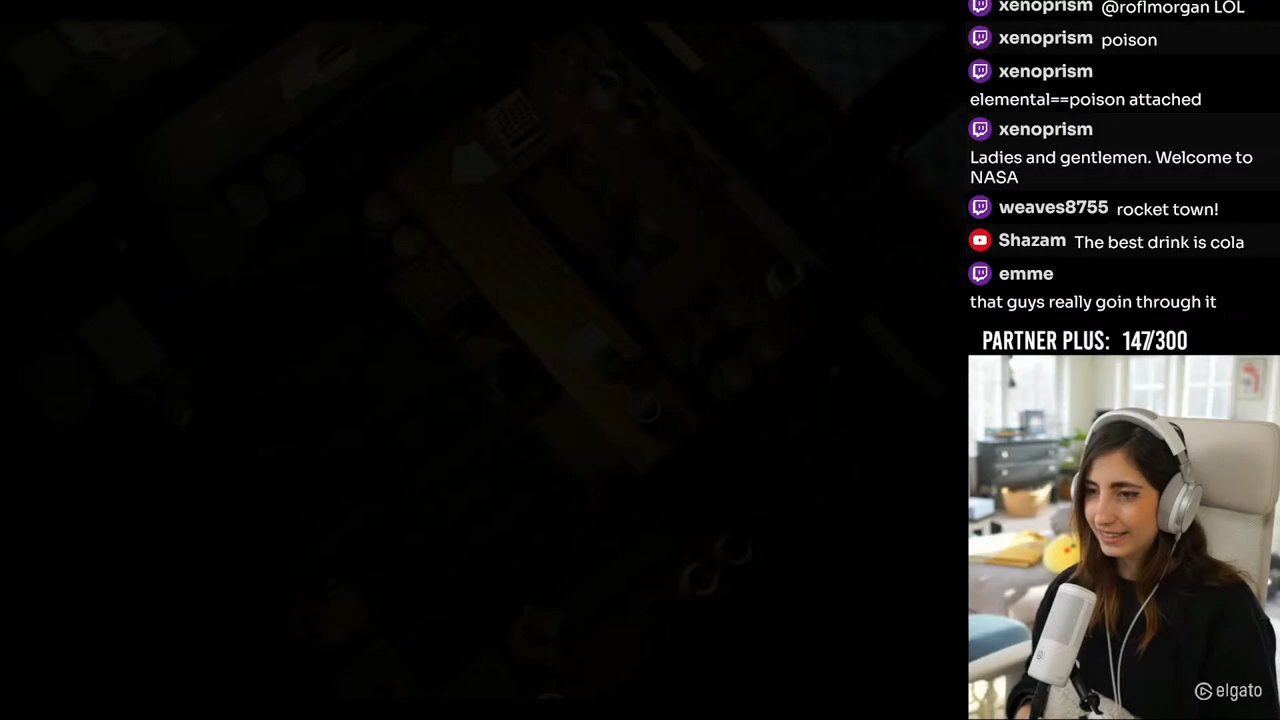 xenoprism @roflmorgan LOL
xenoprism poison
xenoprism
elemental==poison attached
xenoprism
Ladies and gentlemen. Welcome to
NASA
weaves8755 rocket town!
Shazam The best drink is cola
emme
that guys really goin through it
PARTNER PLUS: 147/300
elgato